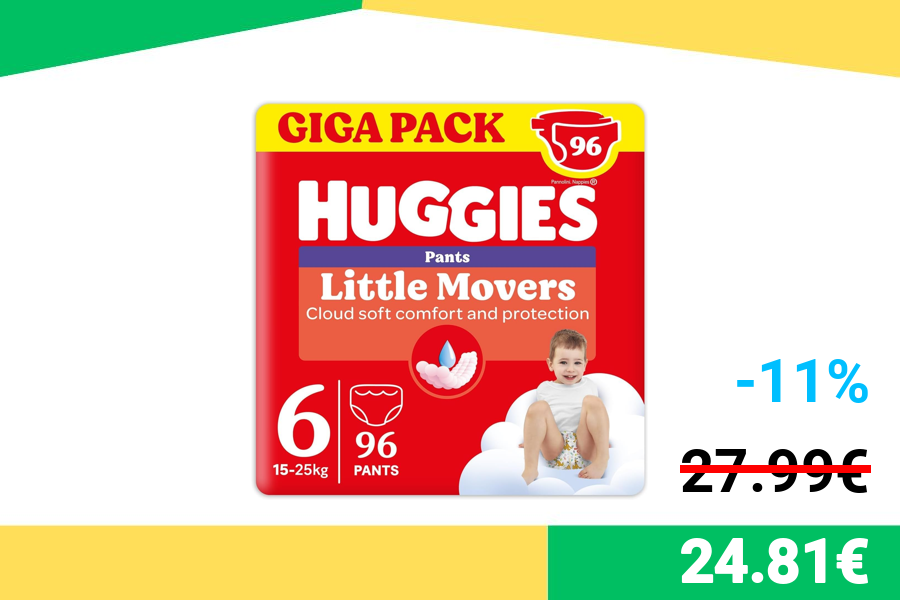 GIGA PACK
96
Pannolini. Nappies ®
HUGGIES
Pants
Little Movers
Cloud soft comfort and protection
6
15-25kg
96
PANTS
-11%
27.99€
24.81€